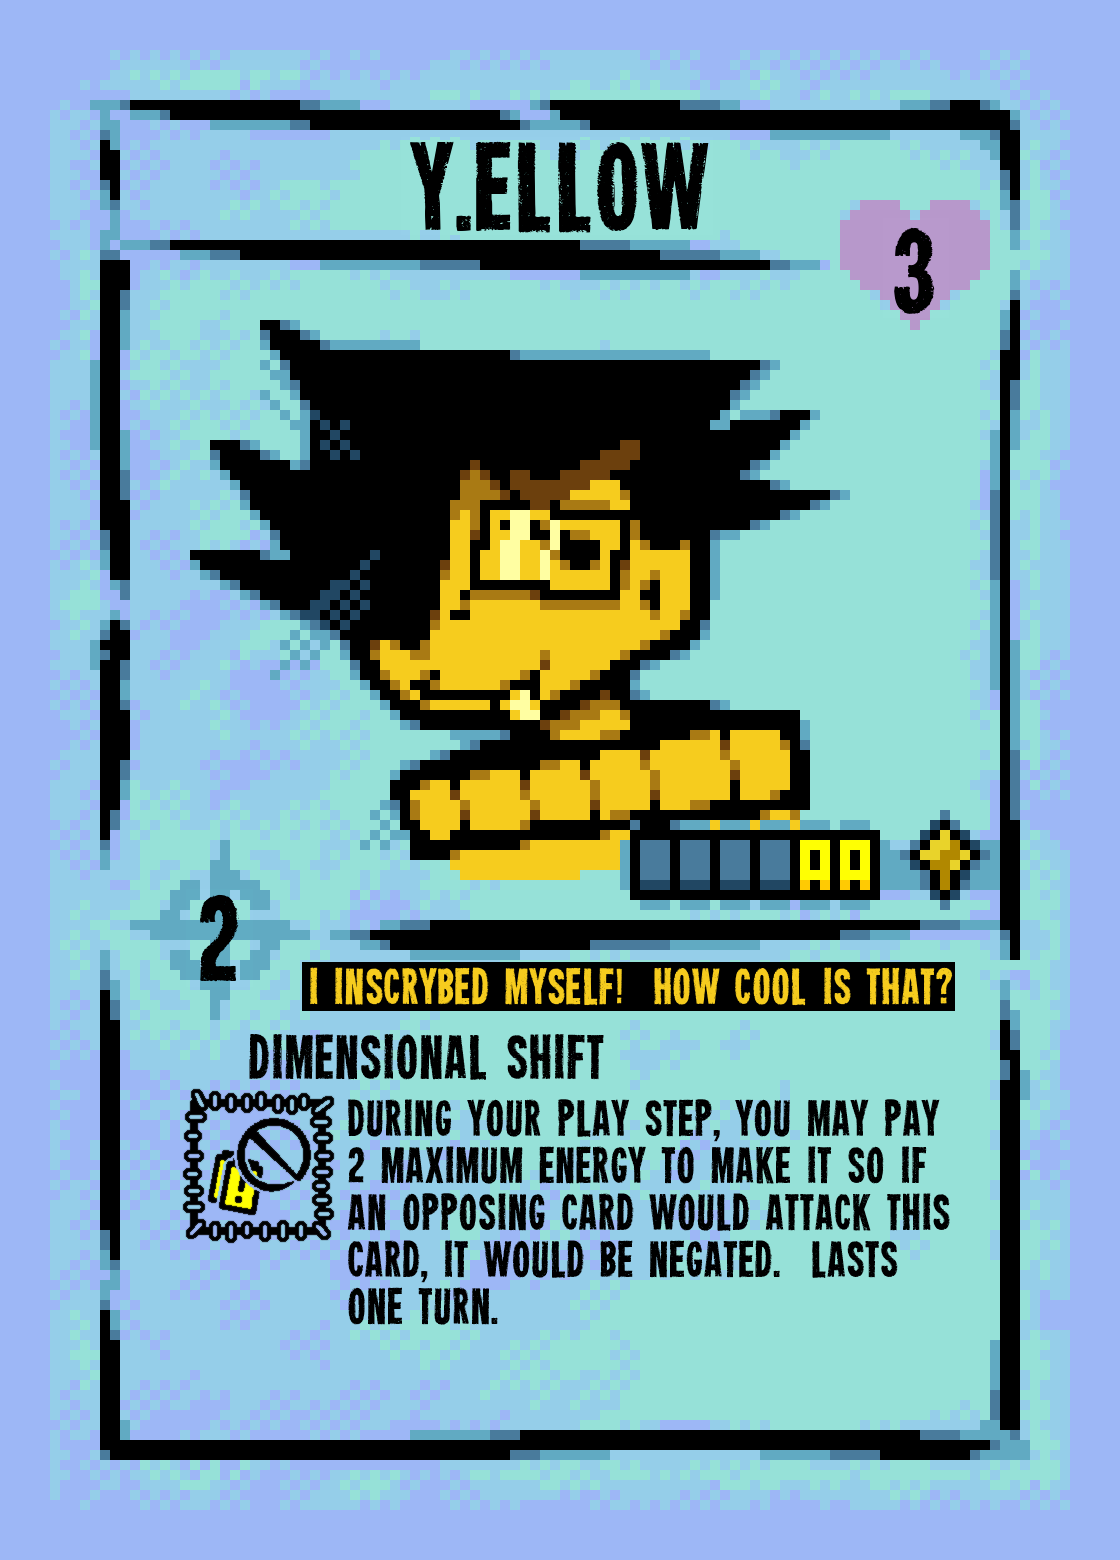 Y.ELLOW
3
2
I INSCRYBED MYSELF!  HOW COOL IS THAT?
DIMENSIONAL SHIFT
DURING YOUR PLAY STEP, YOU MAY PAY
2 MAXIMUM ENERGY TO MAKE IT SO IF
AN OPPOSING CARD WOULD ATTACK THIS
CARD, IT WOULD BE NEGATED.  LASTS
ONE TURN.